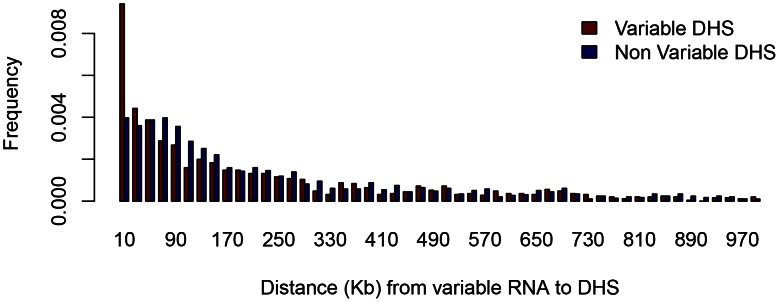 Variable DHS
Non Variable DHS
Frequency
0.008
0.004
0.000
10 90 170 250 330 410 490 570 650 730 810 890 970
Distance (Kb) from variable RNA to DHS